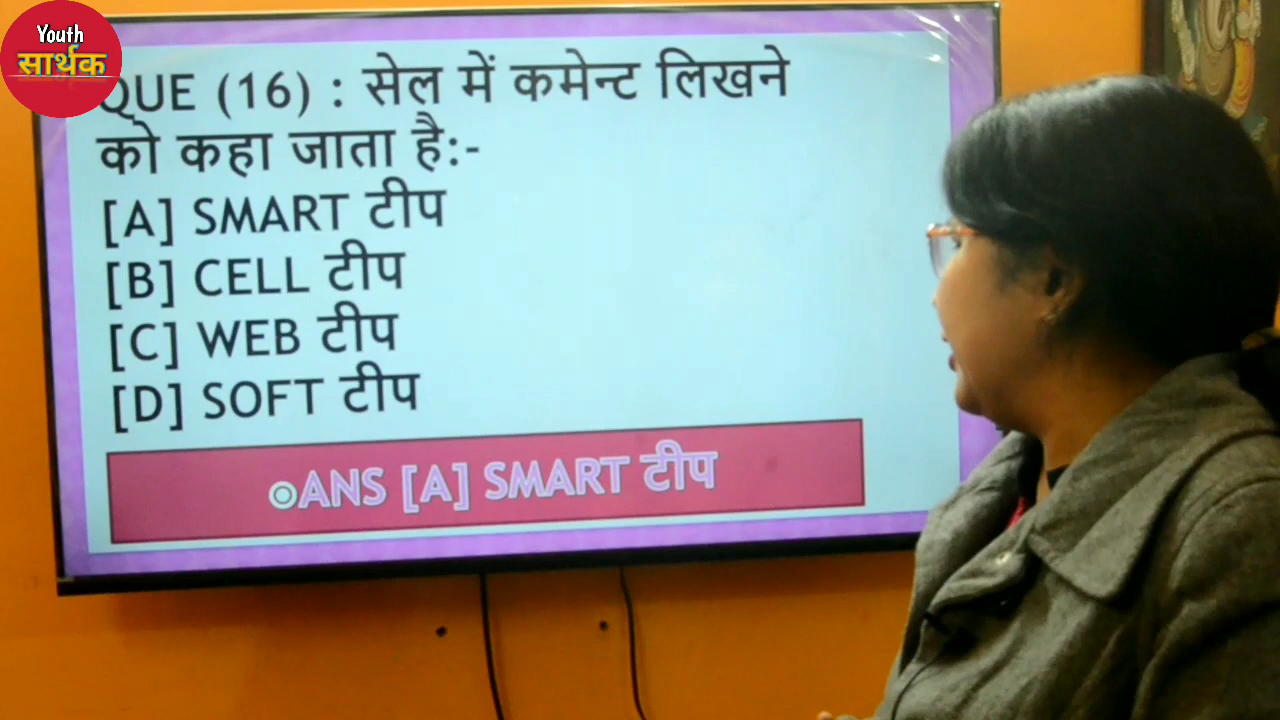 Youth
सार्थक
QUE (16) : सेल में कमेन्ट लिखने
को कहा जाता है:-
[A] SMART टीप
[B] CELL टीप
[C] WEB टीप
[D] SOFT टीप
ANS [A] SMART टीप